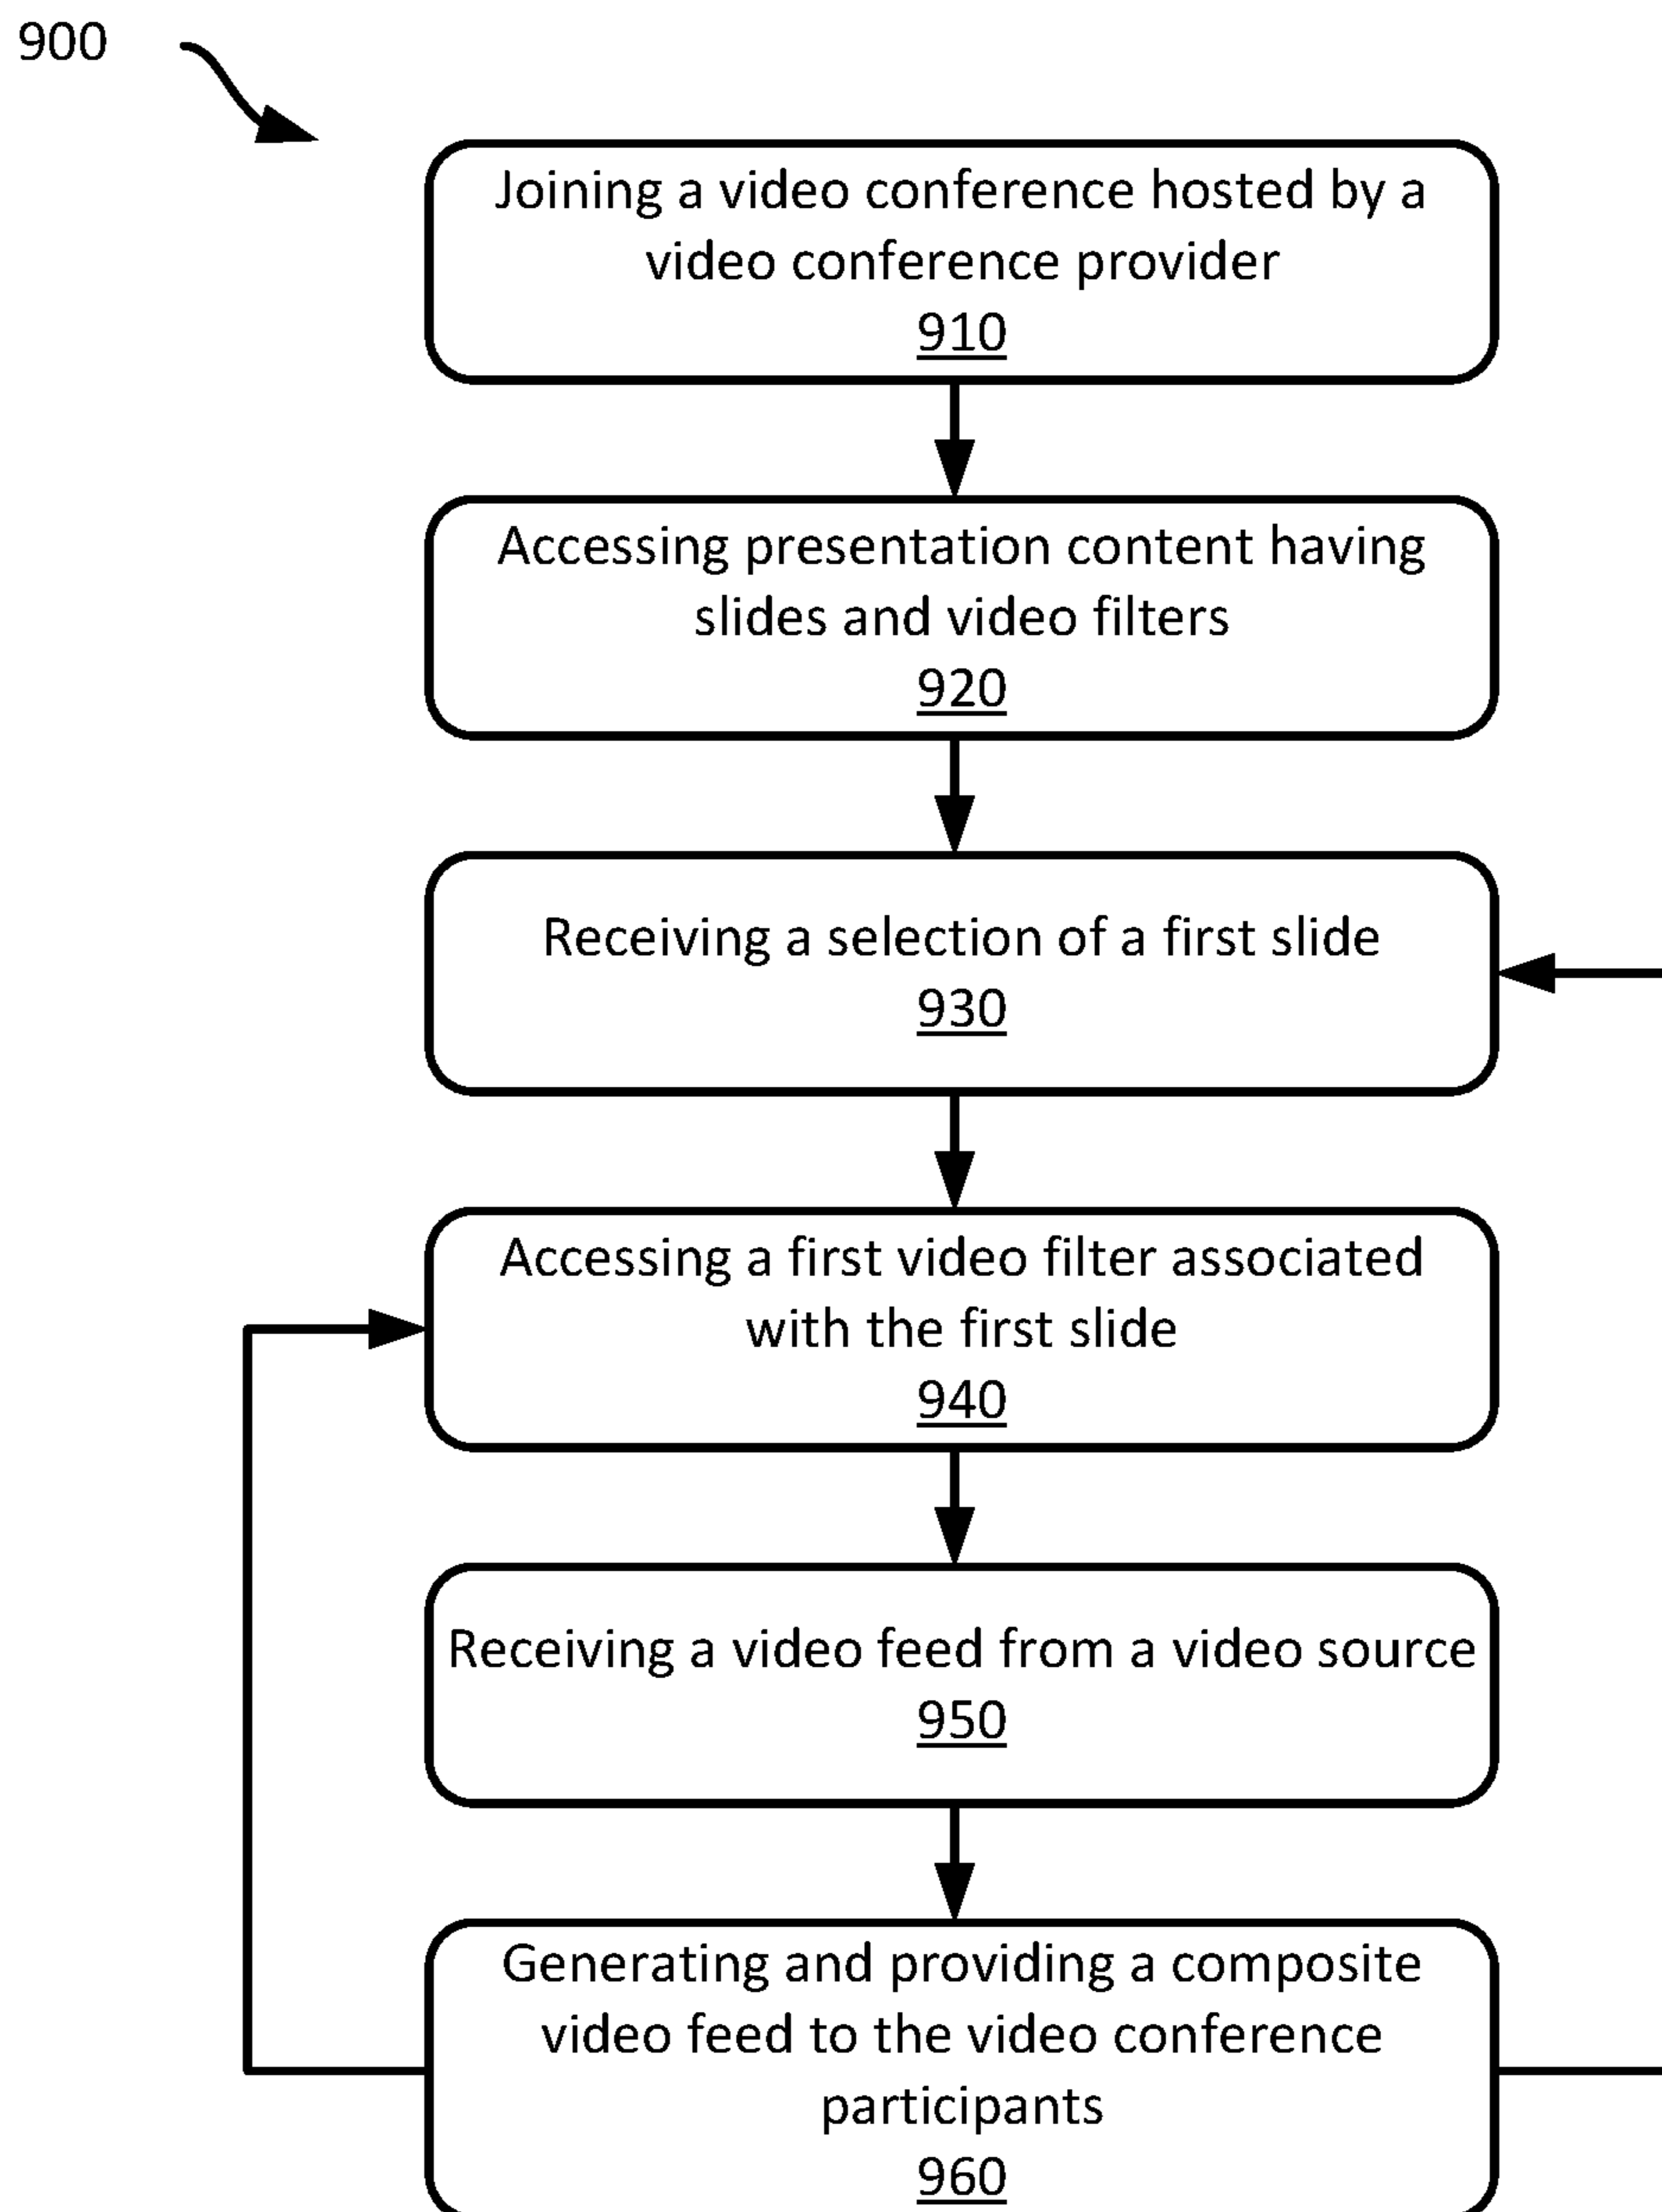 900
Joining a video conference hosted by a
video conference provider
910
Accessing presentation content having
slides and video filters
920
Receiving a selection of a first slide
930
Accessing a first video filter associated
with the first slide
940
Receiving a video feed from a video source
950
Generating and providing a composite
video feed to the video conference
participants
960